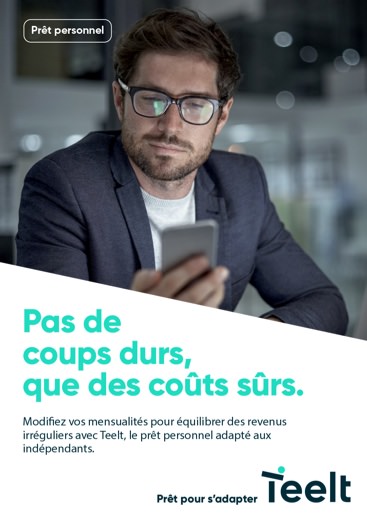 Prêt personnel
Pas de
coups durs,
que des coûts sûrs.
Modifiez vos mensualités pour équilibrer des revenus
irréguliers avec Teelt, le prêt personnel adapté aux
indépendants.
Prêt pour s’adapter
Teelt